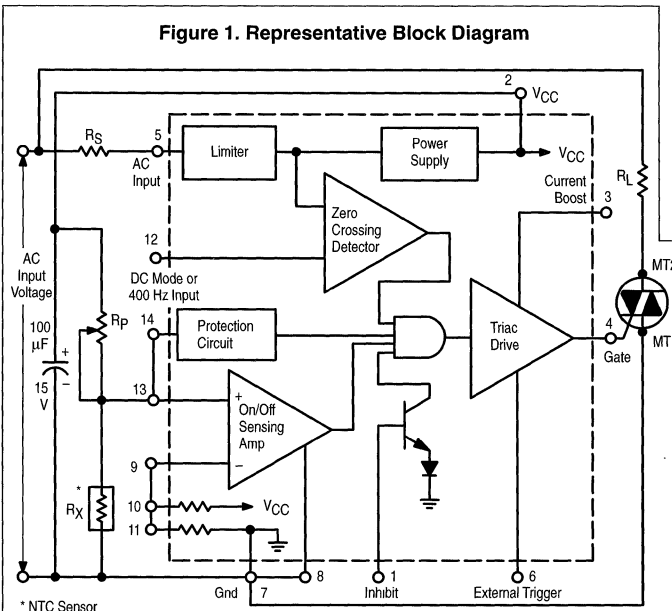 Figure 1. Representative Block Diagram
2
VCC
RS
5
AC
Input
Limiter
Power
Supply
VCC
Current
Boost
3
RL
Zero
Crossing
Detector
12
DC Mode or
400 Hz Input
AC
Input
Voltage
MT2
RP
14
Protection
Circuit
Triac
Drive
4
Gate
MT
100
µF
+
15
V
–
13
+
On/Off
Sensing
Amp
–
9
*
RX
10
VCC
11
Gnd
7
8
1
Inhibit
6
External Trigger
* NTC Sensor